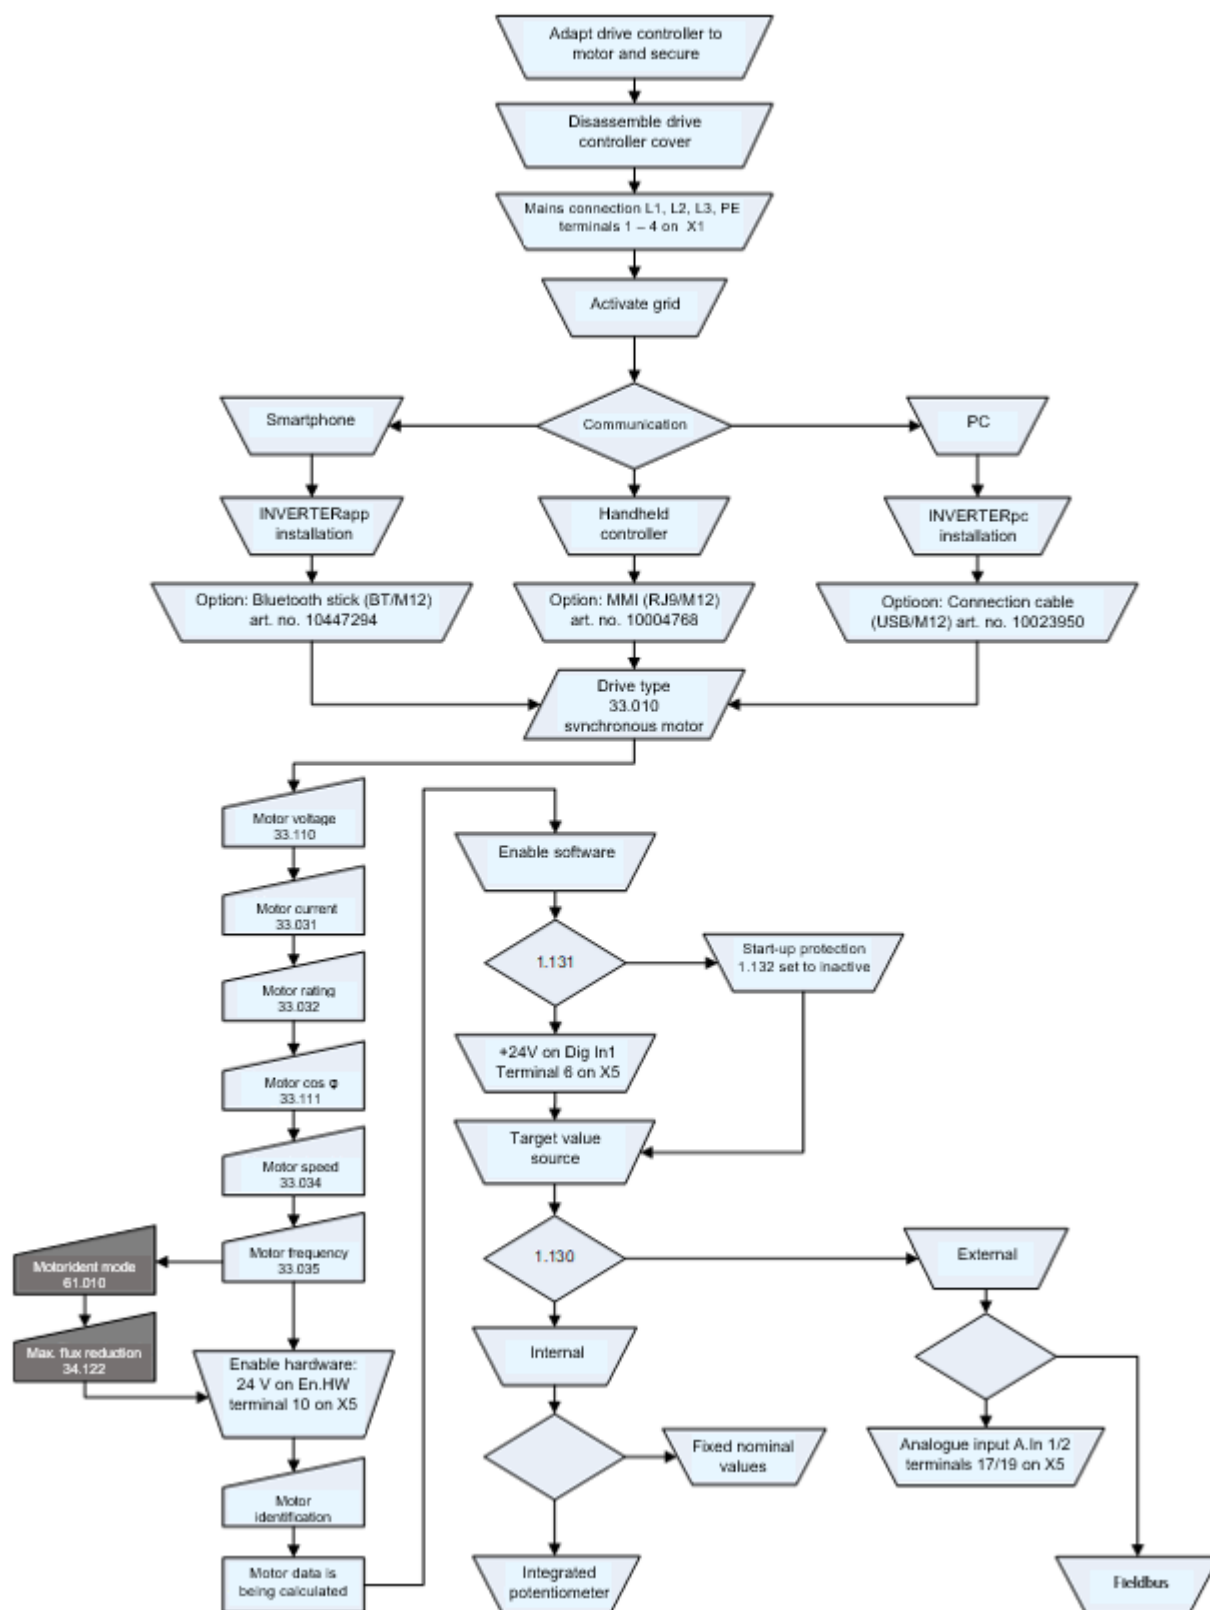 Adapt drive controller to
motor and secure
Disassemble drive
controller cover
Mains connection L1, L2, L3, PE
terminals 1 – 4 on X1
Activate grid
Communication
Smartphone
PC
INVERTERapp
installation
Handheld
controller
INVERTERpc
installation
Option: Bluetooth stick (BT/M12)
art. no. 10447294
Option: MMI (RJ9/M12)
art. no. 10004768
Optioon: Connection cable
(USB/M12) art. no. 10023950
Drive type
33.010
synchronous motor
Motor voltage
33.110
Motor current
33.031
Motor rating
33.032
Motor cos φ
33.111
Motor speed
33.034
Motor frequency
33.035
Motorident mode
61.010
Max. flux reduction
34.122
Enable hardware:
24 V on En.HW
terminal 10 on X5
Motor
identification
Motor data is
being calculated
Enable software
1.131
Start-up protection
1.132 set to inactive
+24V on Dig In1
Terminal 6 on X5
Target value
source
1.130
External
Internal
Fixed nominal
values
Analogue input A.In 1/2
terminals 17/19 on X5
Integrated
potentiometer
Fieldbus